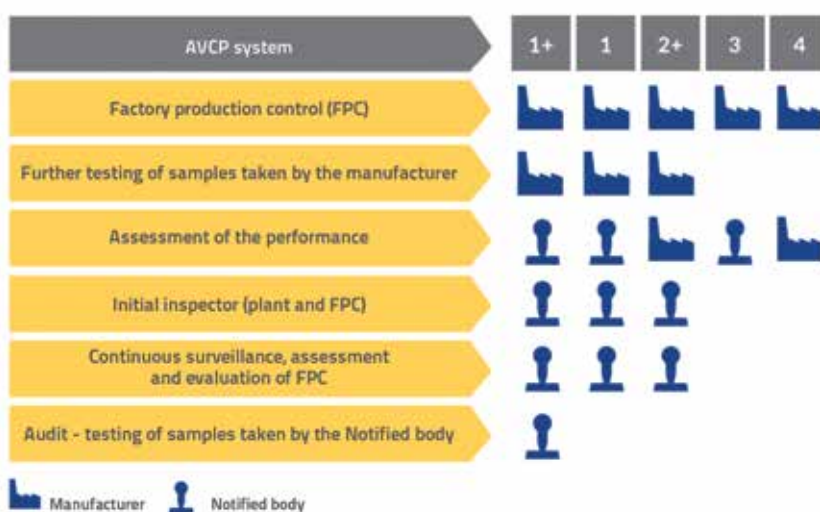 AVCP system 1+ 1 2+ 3 4
Factory production control (FPC)
Further testing of samples taken by the manufacturer
Assessment of the performance
Initial inspector (plant and FPC)
Continuous surveillance, assessment
and evaluation of FPC
Audit - testing of samples taken by the Notified body
Manufacturer Notified body